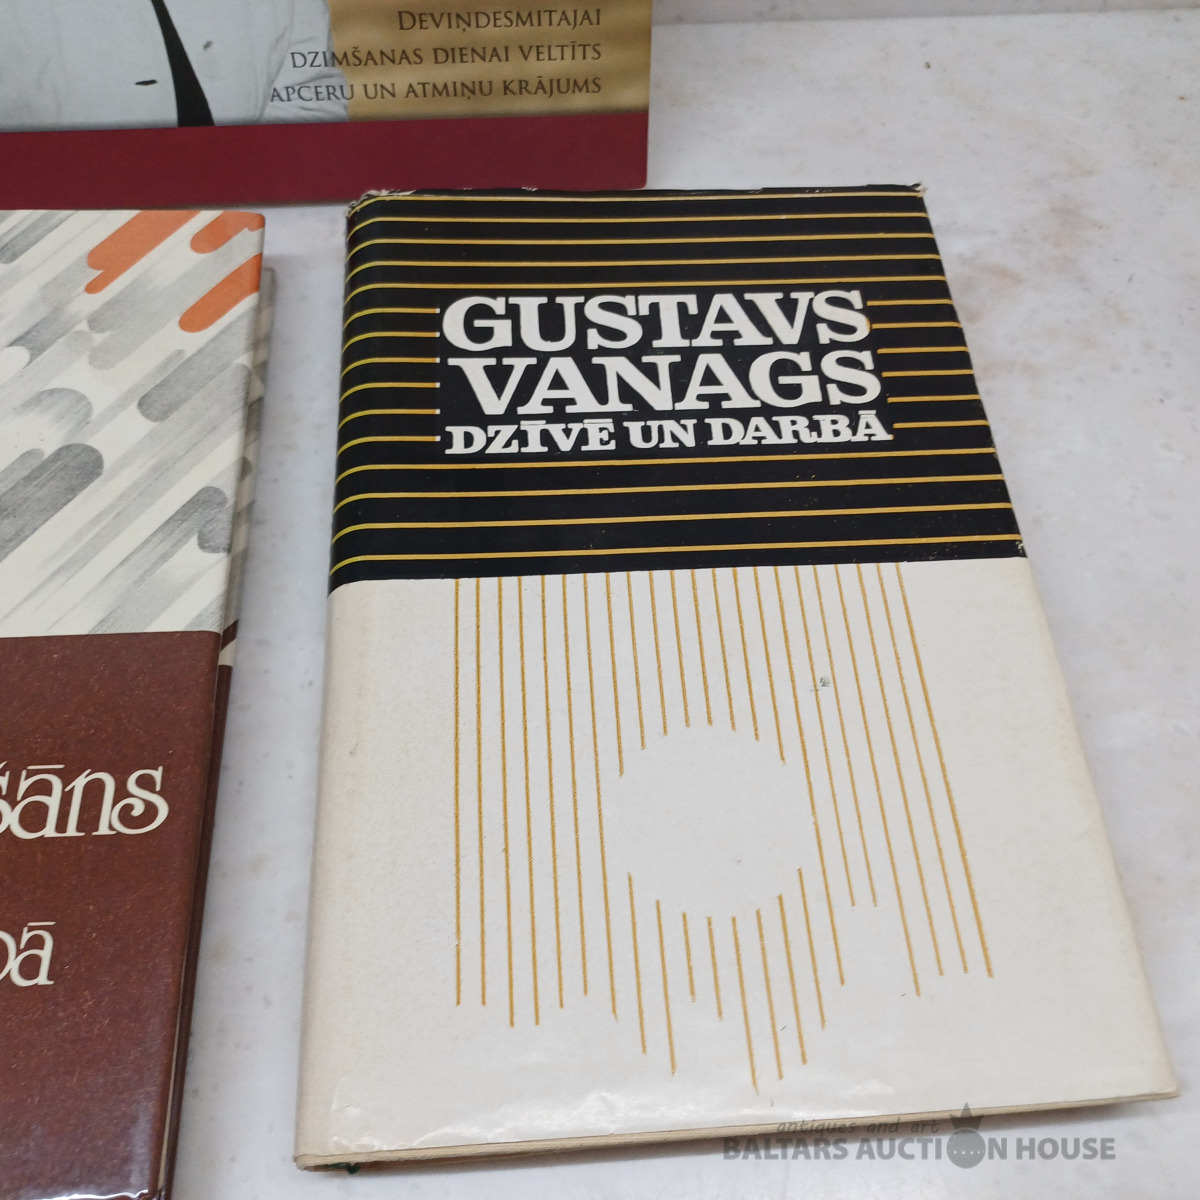 DEVIŅDESMITAJAI
DZIMŠANAS DIENAI VELTĪTS
APCERU UN ATMIŅU KRĀJUMS
GUSTAVS
VANAGS
DZĪVĒ UN DARBĀ
šāns
bā
antiques and art
BALTARS AUCTION HOUSE